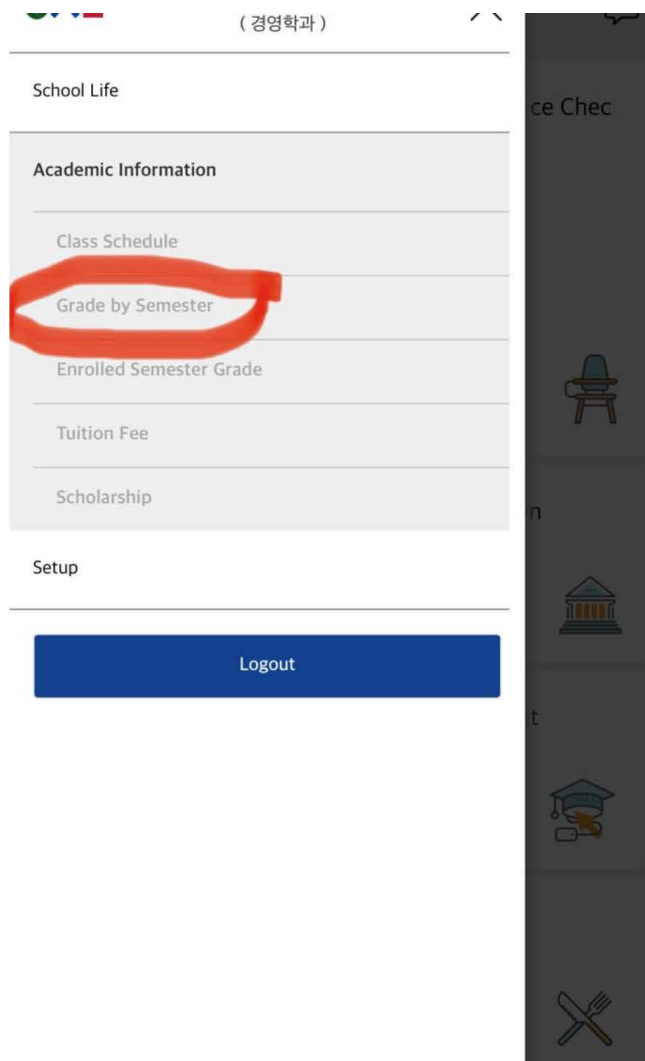 ( 경영학과 )
School Life
ce Chec
Academic Information
Class Schedule
Grade by Semester
Enrolled Semester Grade
Tuition Fee
Scholarship
n
Setup
Logout
t